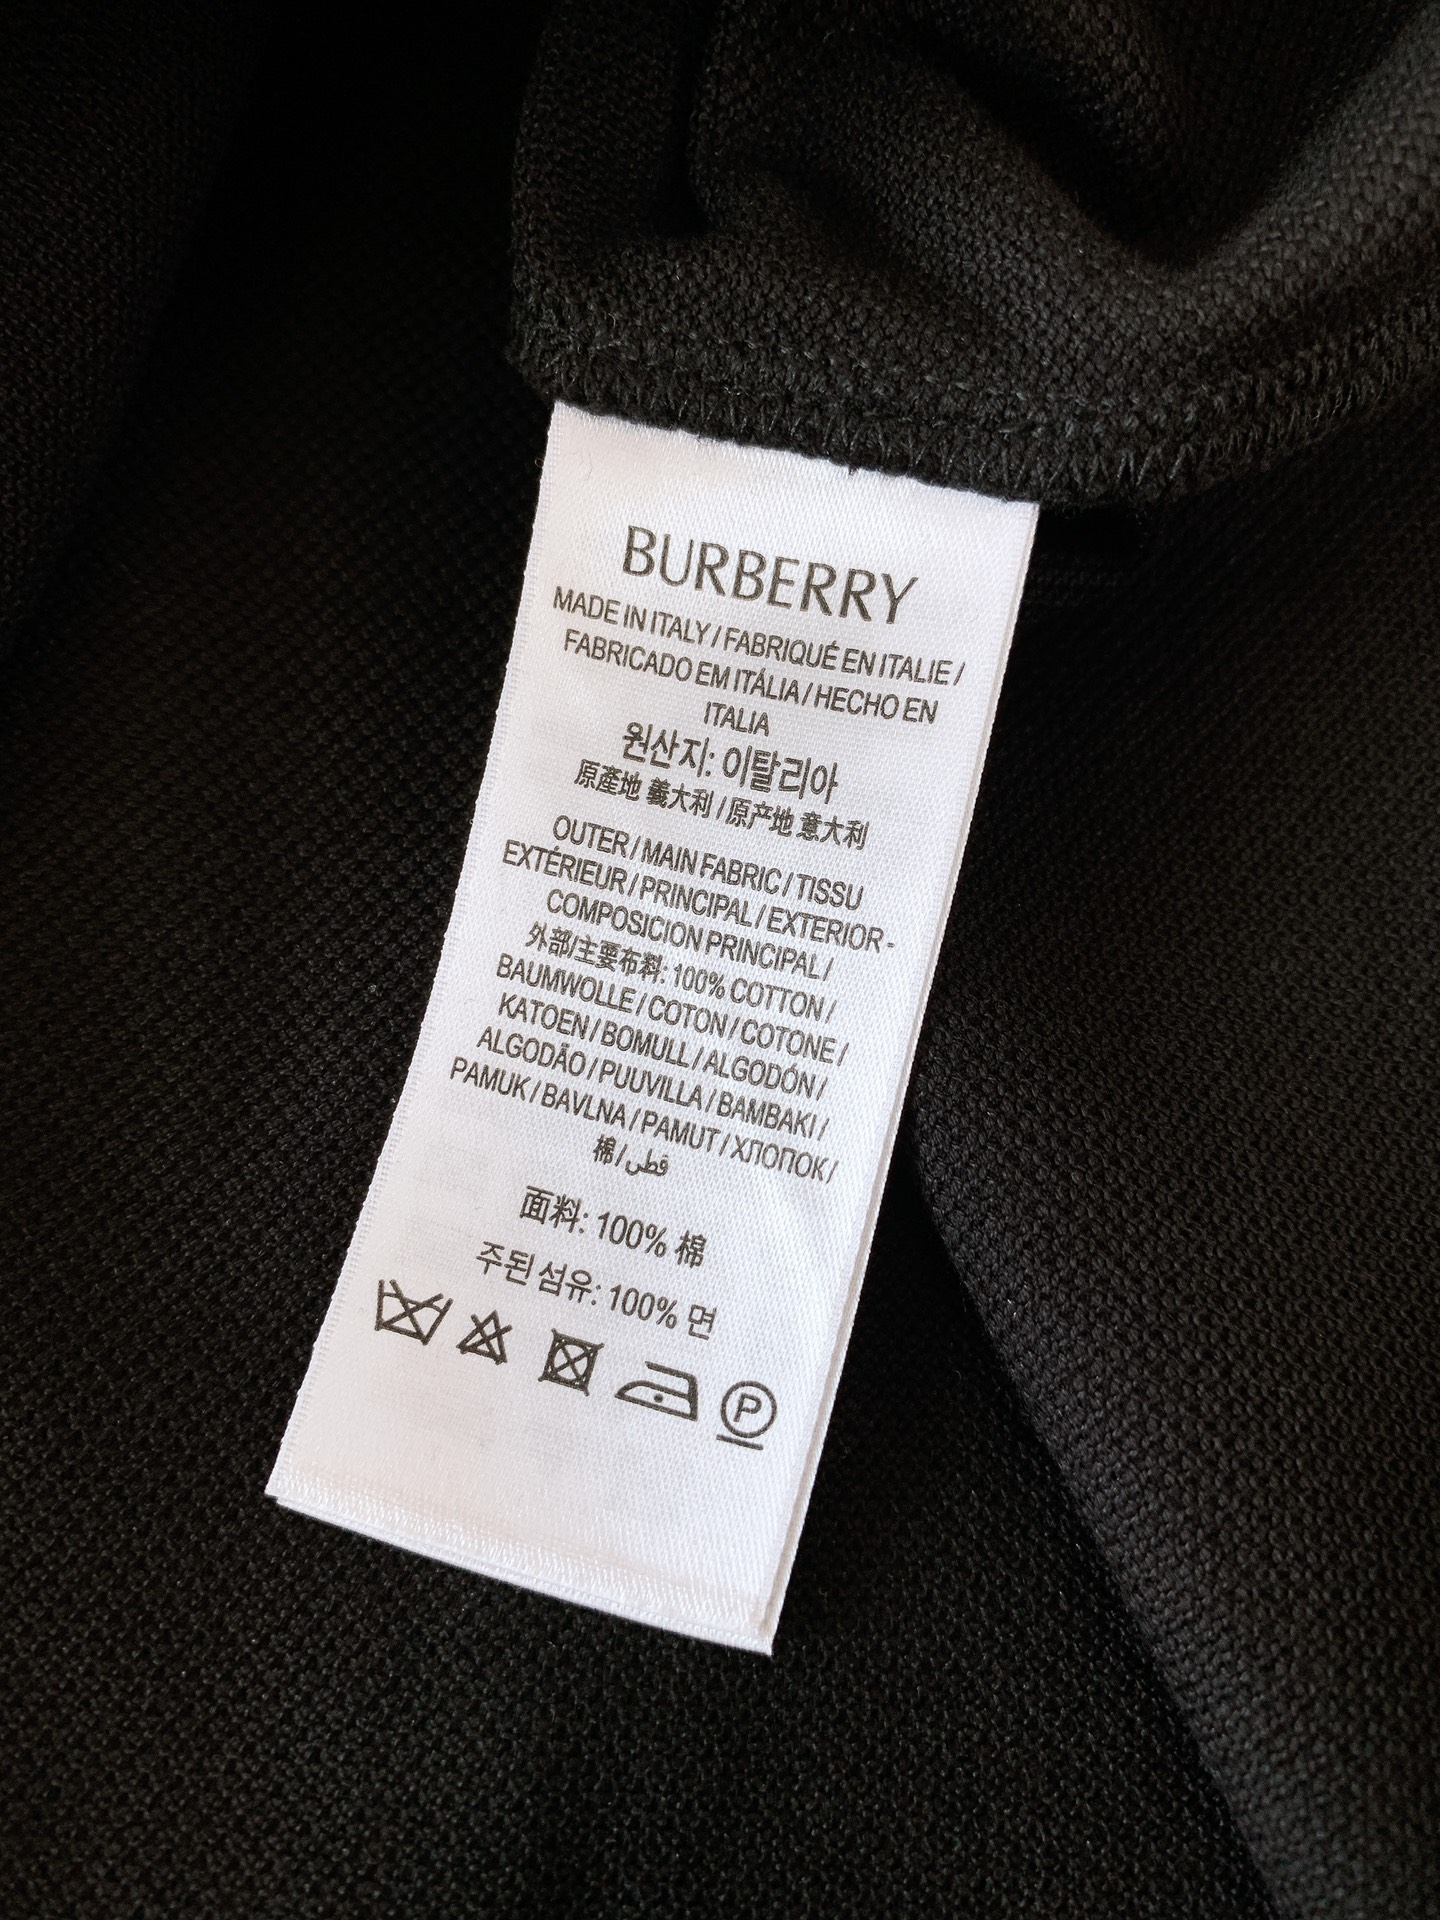 BURBERRY
MADE IN ITALY / FABRIQUÉ EN ITALIE /
FABRICADO EM ITÁLIA / HECHO EN
ITALIA
원산지: 이탈리아
原產地 義大利 / 原产地 意大利
OUTER / MAIN FABRIC / TISSU
EXTÉRIEUR / PRINCIPAL / EXTERIOR -
COMPOSICION PRINCIPAL /
外部/主要布料: 100% COTTON /
BAUMWOLLE / COTON / COTONE /
KATOEN / BOMULL / ALGODÓN /
ALGODÃO / PUUVILLA / BAMBAKI /
PAMUK / BAVLNA / PAMUT / ХЛОПОК /
棉 / قطن
面料: 100% 棉
주된 섬유: 100% 면
P